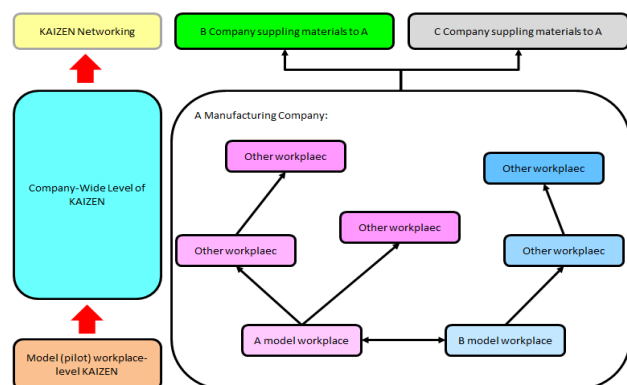 KAIZEN Networking
B Company suppling materials to A
C Company suppling materials to A
A Manufacturing Company:
Other workplaec
Other workplaec
Other workplaec
Company-Wide Level of
KAIZEN
Other workplaec
Other workplaec
A model workplace
B model workplace
Model (pilot) workplace-
level KAIZEN